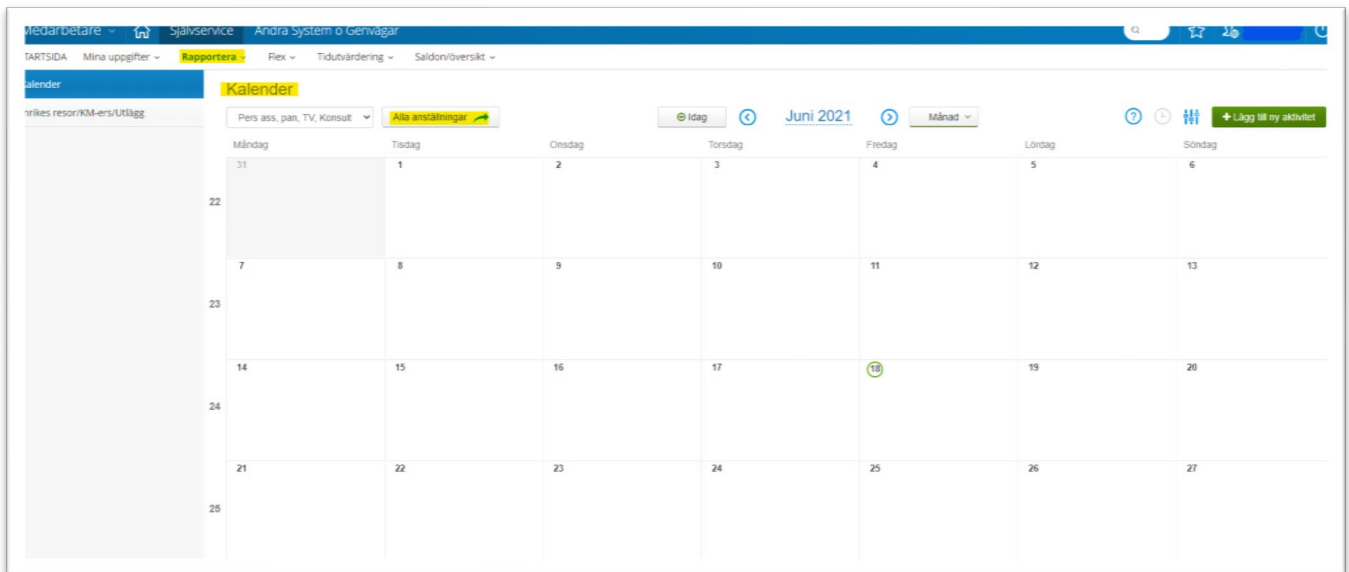 Medarbetare Självservice Andra System o Genvägar
TARTSIDA Mina uppgifter Rapportera Flex Tidutvärdering Saldon/översikt
alender
Kalender
nrikes resor/KM-ers/Utlägg
Pers ass, pan, TV, Konsult Alla anställningar Idag Juni 2021 Månad + Lägg till ny aktivitet
Måndag Tisdag Onsdag Torsdag Fredag Lördag Söndag
31 1 2 3 4 5 6
22
7 8 9 10 11 12 13
23
14 15 16 17 18 19 20
24
21 22 23 24 25 26 27
25